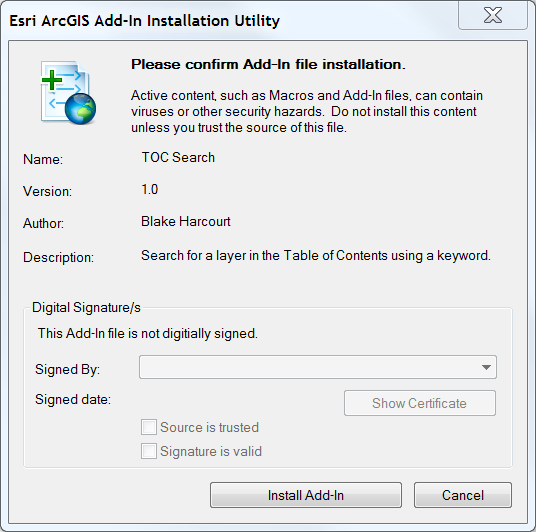 Esri ArcGIS Add-In Installation Utility
Please confirm Add-In file installation.
Active content, such as Macros and Add-In files, can contain
viruses or other security hazards. Do not install this content
unless you trust the source of this file.
Name: TOC Search
Version: 1.0
Author: Blake Harcourt
Description: Search for a layer in the Table of Contents using a keyword.
Digital Signature/s
This Add-In file is not digitially signed.
Signed By:
Signed date: Show Certificate
Source is trusted
Signature is valid
Install Add-In Cancel